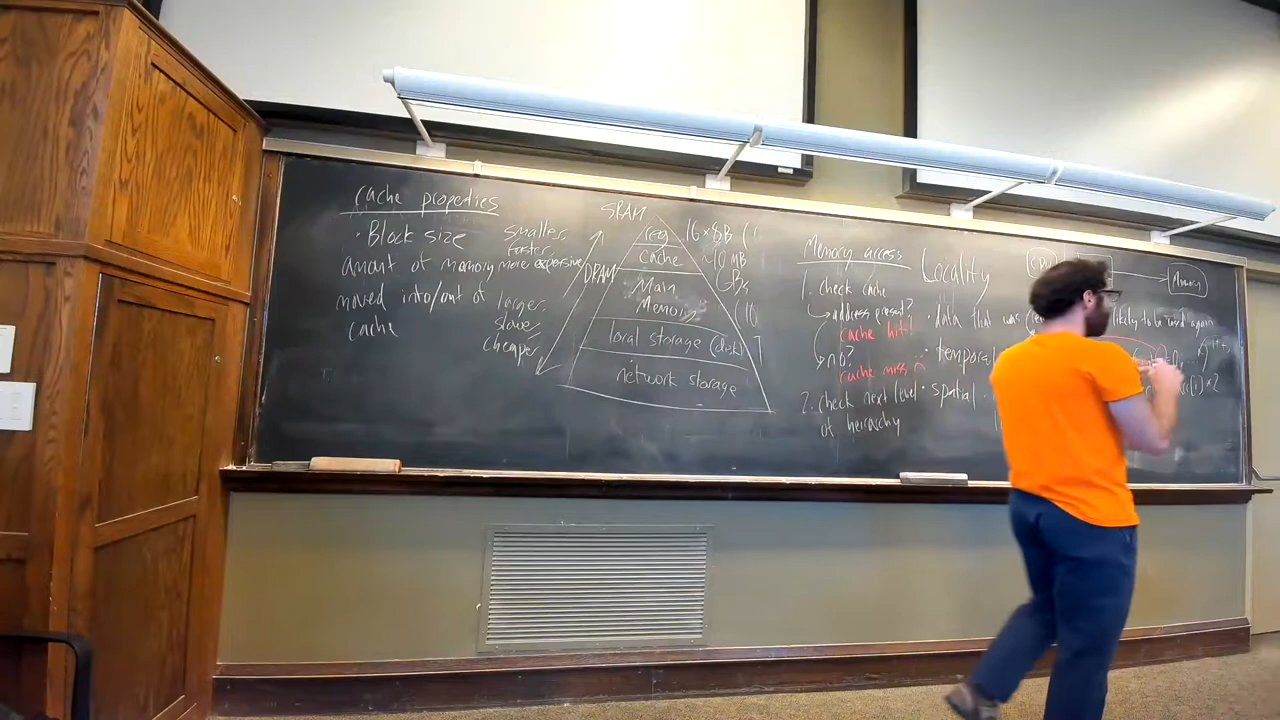 cache properties
· Block size
amount of memory
moved into/out of
cache
smaller,
faster,
more expensive
larger,
slower,
cheaper
SRAM
DRAM
reg
Cache
Main
Memory
local storage (disk)
network storage
16×8B (
~10 MB
GBs
Memory access
1. check cache
address present?
cache hit!
no?
cache miss
2. check next level
of heirarchy
Locality
· data that was
likely to be used again
· temporal
· spatial
CPU
Memory